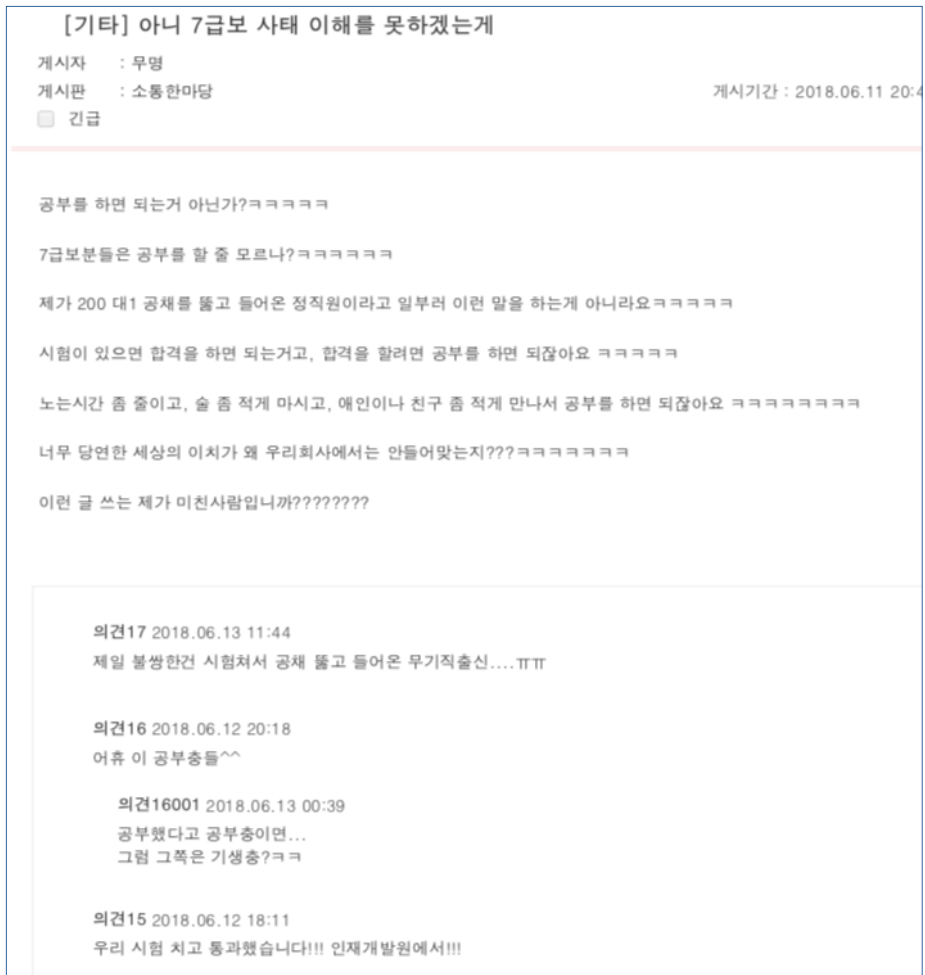 [기타] 아니 7급보 사태 이해를 못하겠는게
게시자 : 무명
게시판 : 소통한마당
게시기간 : 2018.06.11 20:4
긴급
공부를 하면 되는거 아닌가?ㅋㅋㅋㅋㅋ
7급보분들은 공부를 할 줄 모르나?ㅋㅋㅋㅋㅋㅋ
제가 200 대1 공채를 뚫고 들어온 정직원이라고 일부러 이런 말을 하는게 아니라요ㅋㅋㅋㅋㅋ
시험이 있으면 합격을 하면 되는거고, 합격을 할려면 공부를 하면 되잖아요 ㅋㅋㅋㅋㅋ
노는시간 좀 줄이고, 술 좀 적게 마시고, 애인이나 친구 좀 적게 만나서 공부를 하면 되잖아요 ㅋㅋㅋㅋㅋㅋㅋㅋ
너무 당연한 세상의 이치가 왜 우리회사에서는 안들어맞는지???ㅋㅋㅋㅋㅋㅋㅋ
이런 글 쓰는 제가 미친사람입니까????????
의견17 2018.06.13 11:44
제일 불쌍한건 시험쳐서 공채 뚫고 들어온 무기직출신....ㅠㅠ
의견16 2018.06.12 20:18
어휴 이 공부충들^^
의견16001 2018.06.13 00:39
공부했다고 공부충이면...
그럼 그쪽은 기생충?ㅋㅋ
의견15 2018.06.12 18:11
우리 시험 치고 통과했습니다!!! 인재개발원에서!!!